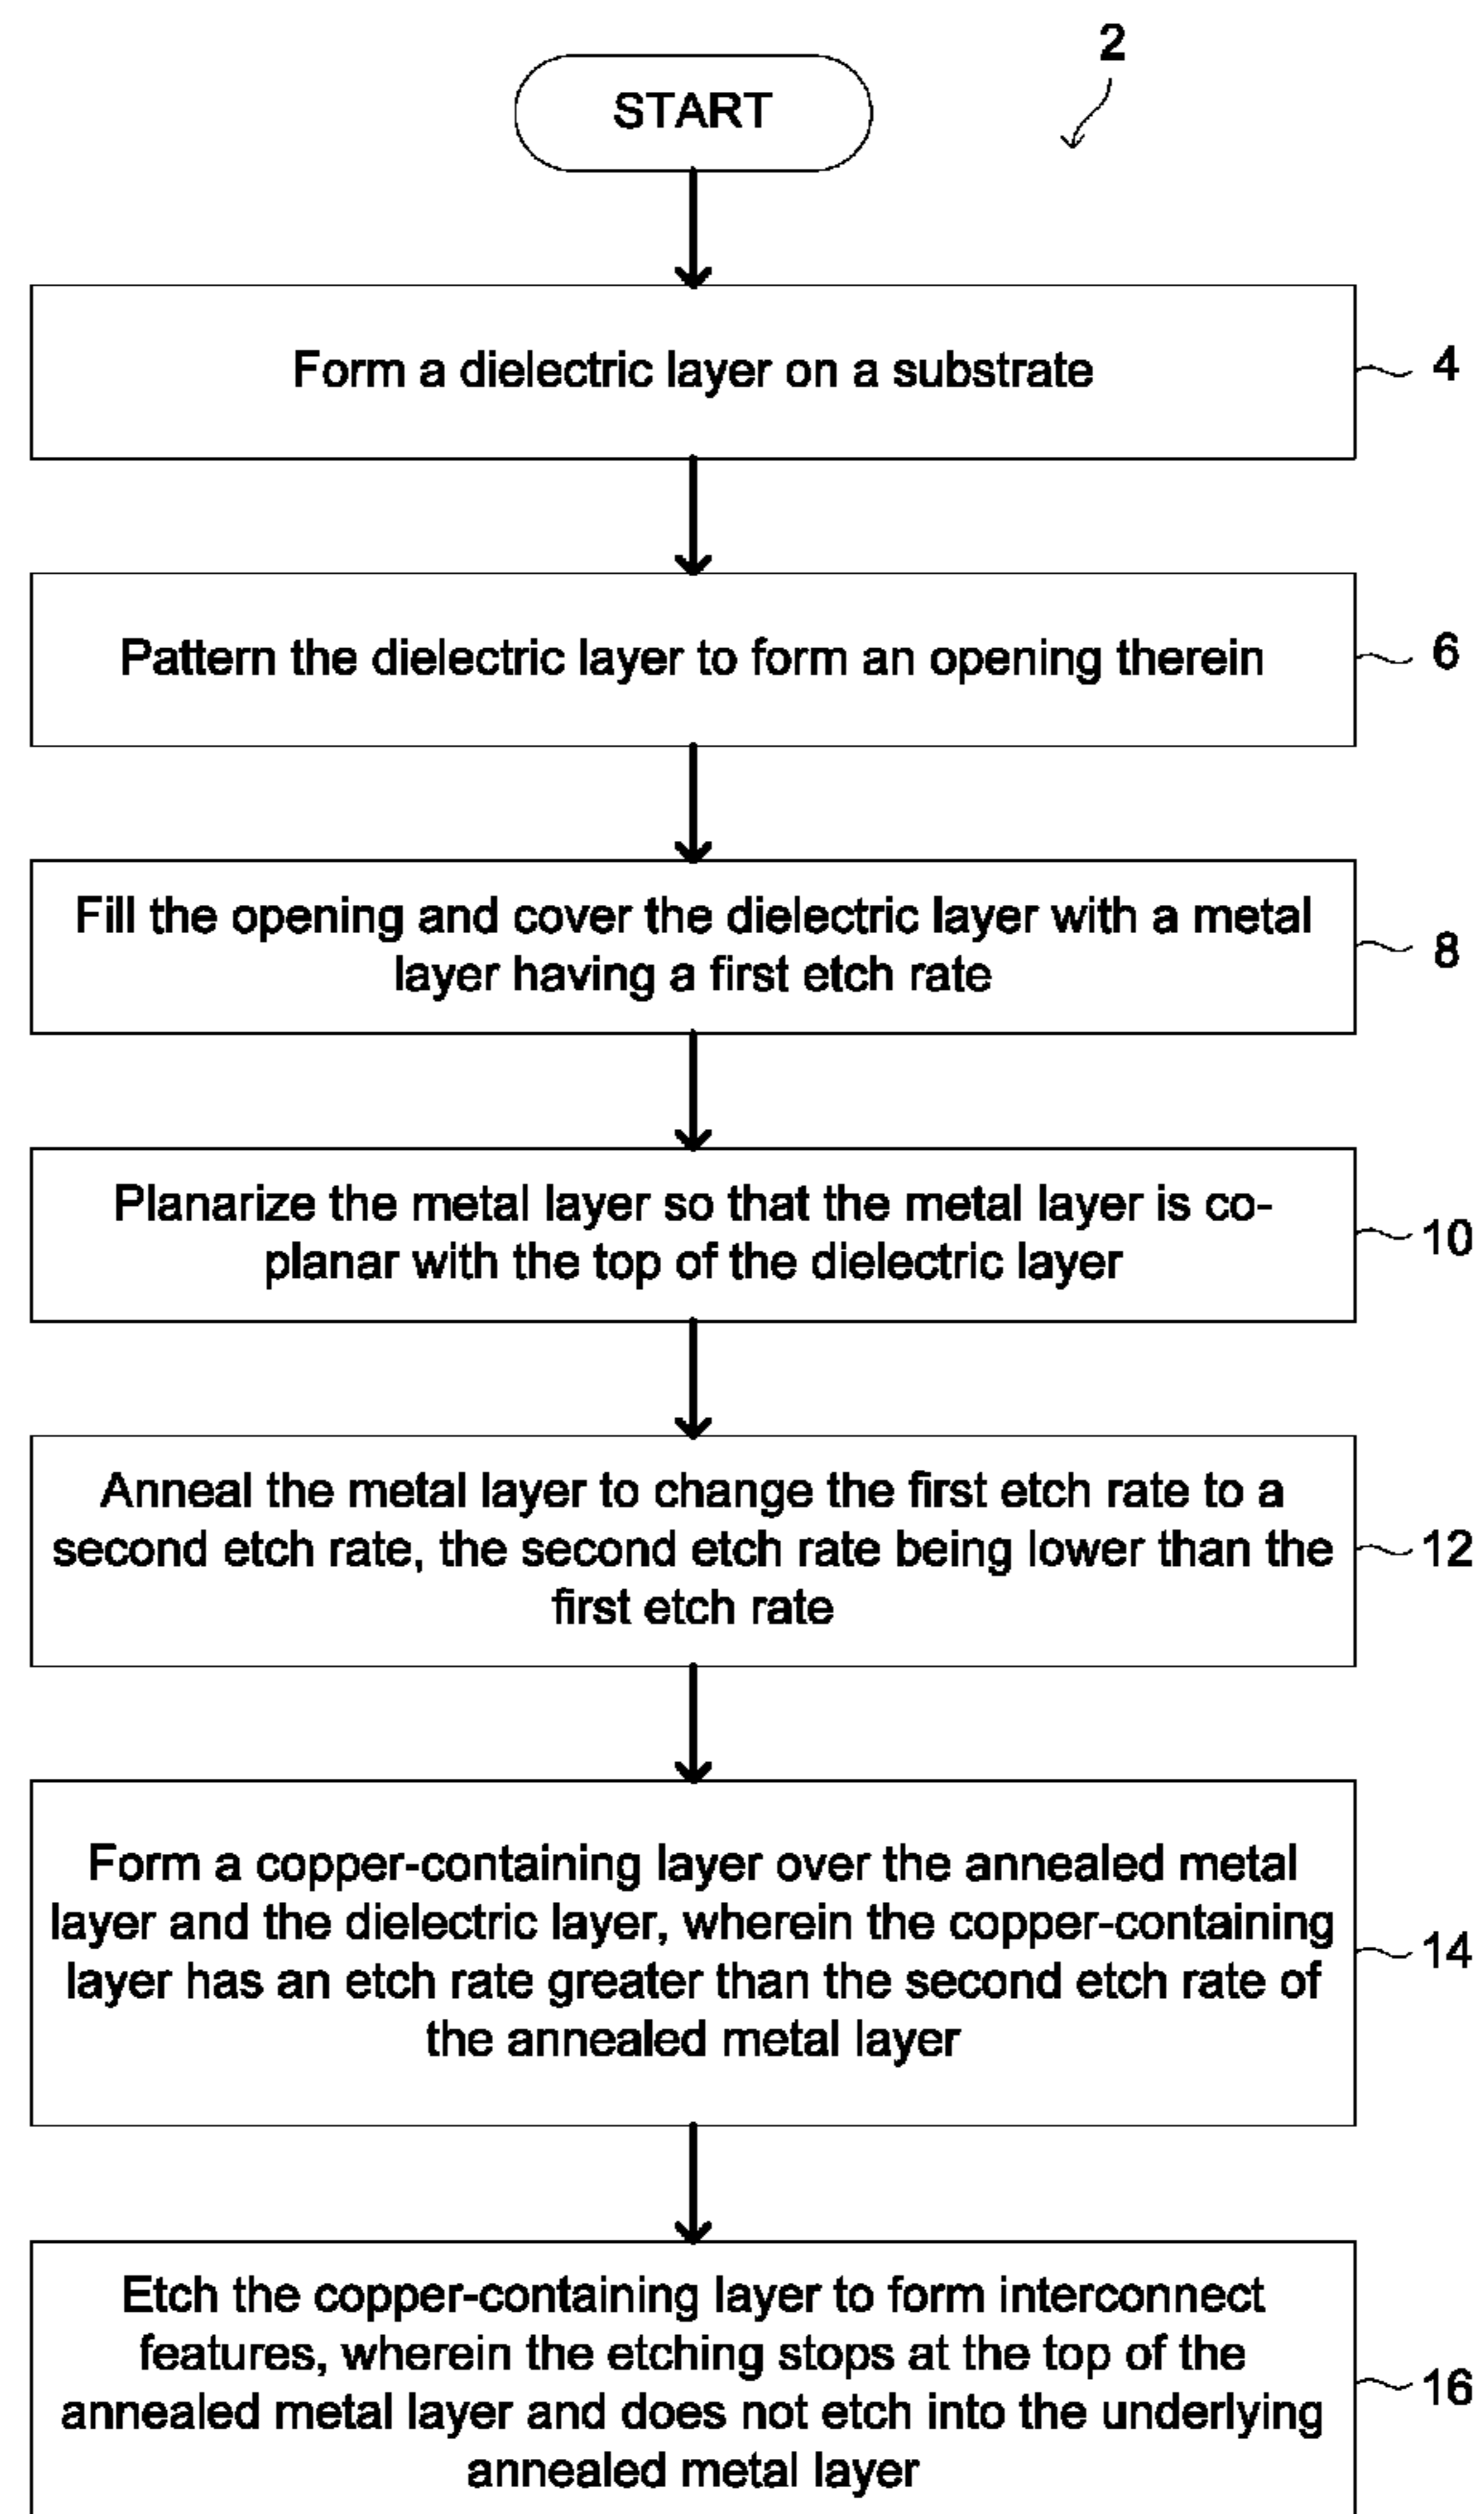 2
START
Form a dielectric layer on a substrate
4
Pattern the dielectric layer to form an opening therein
6
Fill the opening and cover the dielectric layer with a metal
layer having a first etch rate
8
Planarize the metal layer so that the metal layer is co-
planar with the top of the dielectric layer
10
Anneal the metal layer to change the first etch rate to a
second etch rate, the second etch rate being lower than the
first etch rate
12
Form a copper-containing layer over the annealed metal
layer and the dielectric layer, wherein the copper-containing
layer has an etch rate greater than the second etch rate of
the annealed metal layer
14
Etch the copper-containing layer to form interconnect
features, wherein the etching stops at the top of the
annealed metal layer and does not etch into the underlying
annealed metal layer
16